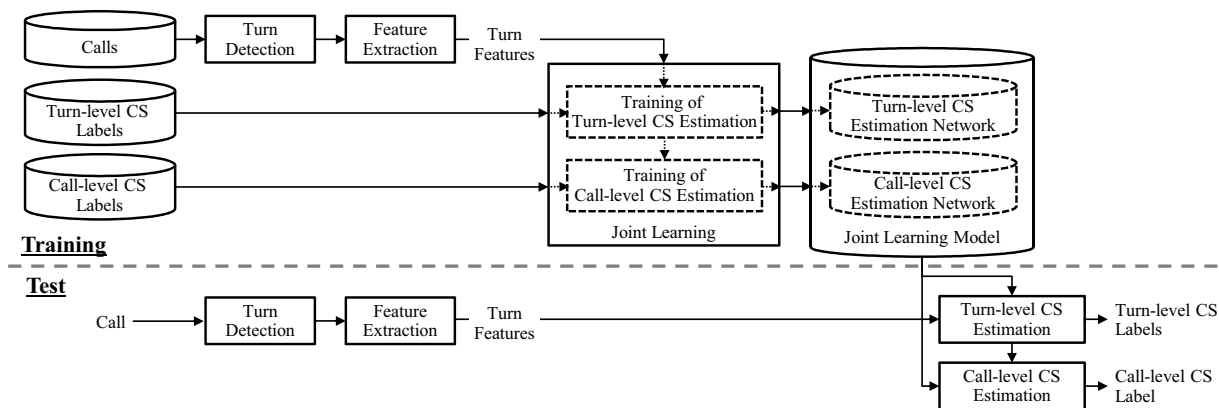 Calls
Turn
Detection
Feature
Extraction
Turn
Features
Turn-level CS
Labels
Call-level CS
Labels
Training of
Turn-level CS Estimation
Training of
Call-level CS Estimation
Joint Learning
Turn-level CS
Estimation Network
Call-level CS
Estimation Network
Joint Learning Model
Training
Test
Call
Turn
Detection
Feature
Extraction
Turn
Features
Turn-level CS
Estimation
Turn-level CS
Labels
Call-level CS
Estimation
Call-level CS
Label